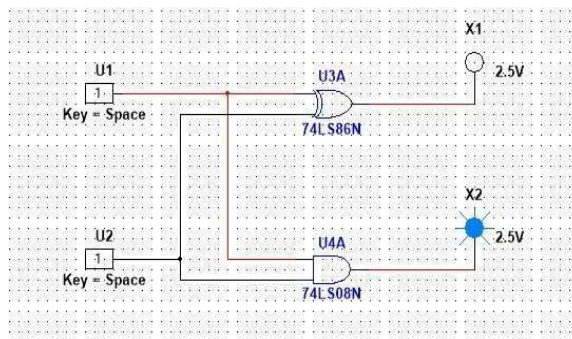 X1
2.5V
U1
1
Key = Space
U3A
74LS86N
X2
2.5V
U2
1
Key = Space
U4A
74LS08N